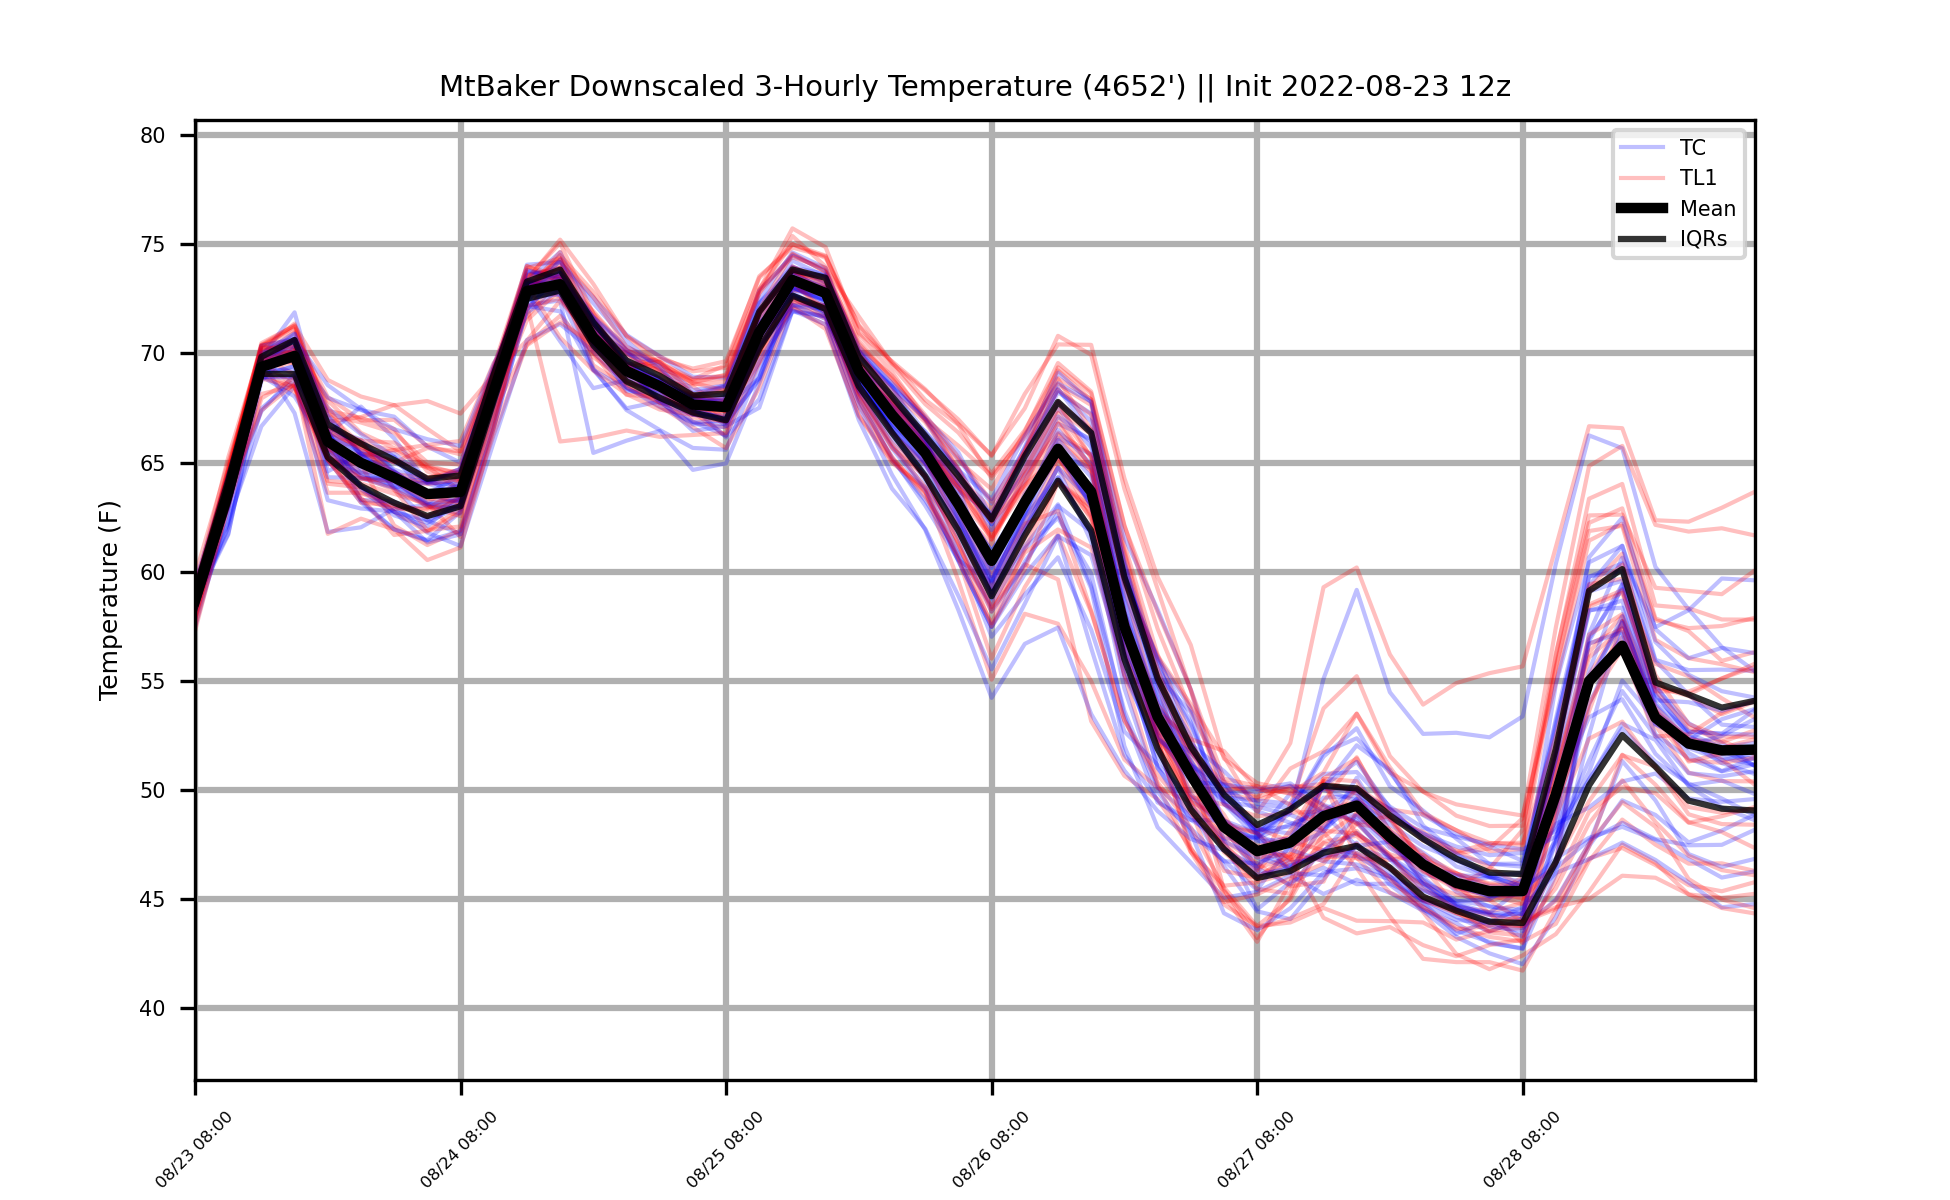 MtBaker Downscaled 3-Hourly Temperature (4652') || Init 2022-08-23 12z
TC
TL1
Mean
IQRs
Temperature (F)
80
75
70
65
60
55
50
45
40
08/23 08:00
08/24 08:00
08/25 08:00
08/26 08:00
08/27 08:00
08/28 08:00